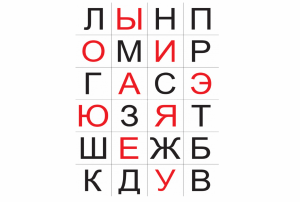 Л Ы Н П
О М И Р
Г А С Э
Ю З Я Т
Ш Е Ж Б
К Д У В